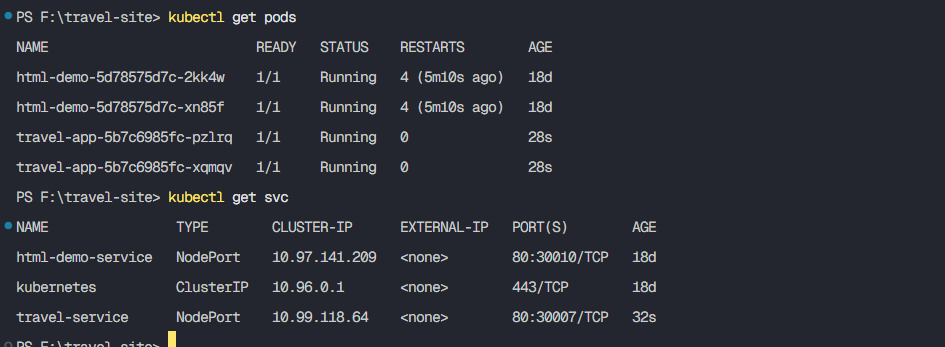 PS F:\travel-site> kubectl get pods
NAME READY STATUS RESTARTS AGE
html-demo-5d78575d7c-2kk4w 1/1 Running 4 (5m10s ago) 18d
html-demo-5d78575d7c-xn85f 1/1 Running 4 (5m10s ago) 18d
travel-app-5b7c6985fc-pzlrq 1/1 Running 0 28s
travel-app-5b7c6985fc-xqmqv 1/1 Running 0 28s
PS F:\travel-site> kubectl get svc
NAME TYPE CLUSTER-IP EXTERNAL-IP PORT(S) AGE
html-demo-service NodePort 10.97.141.209 <none> 80:30010/TCP 18d
kubernetes ClusterIP 10.96.0.1 <none> 443/TCP 18d
travel-service NodePort 10.99.118.64 <none> 80:30007/TCP 32s
PS F:\travel-site>